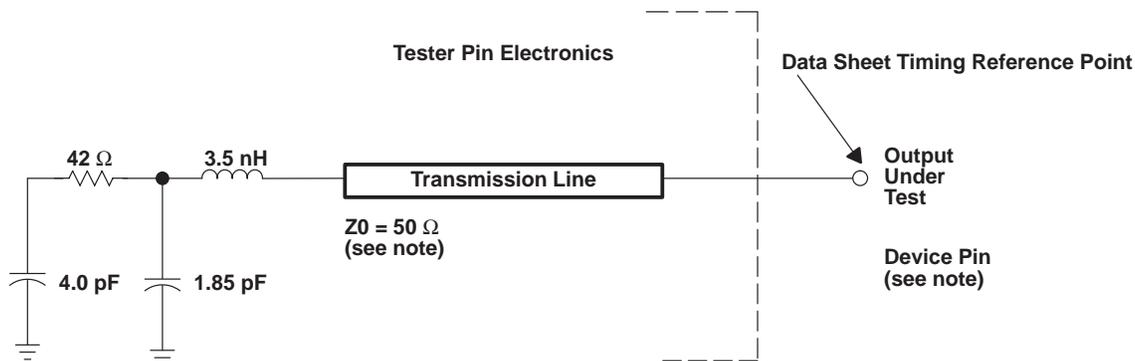 Tester Pin Electronics
Data Sheet Timing Reference Point
42 Ω
3.5 nH
Transmission Line
Output
Under
Test
Z0 = 50 Ω
(see note)
Device Pin
(see note)
4.0 pF
1.85 pF